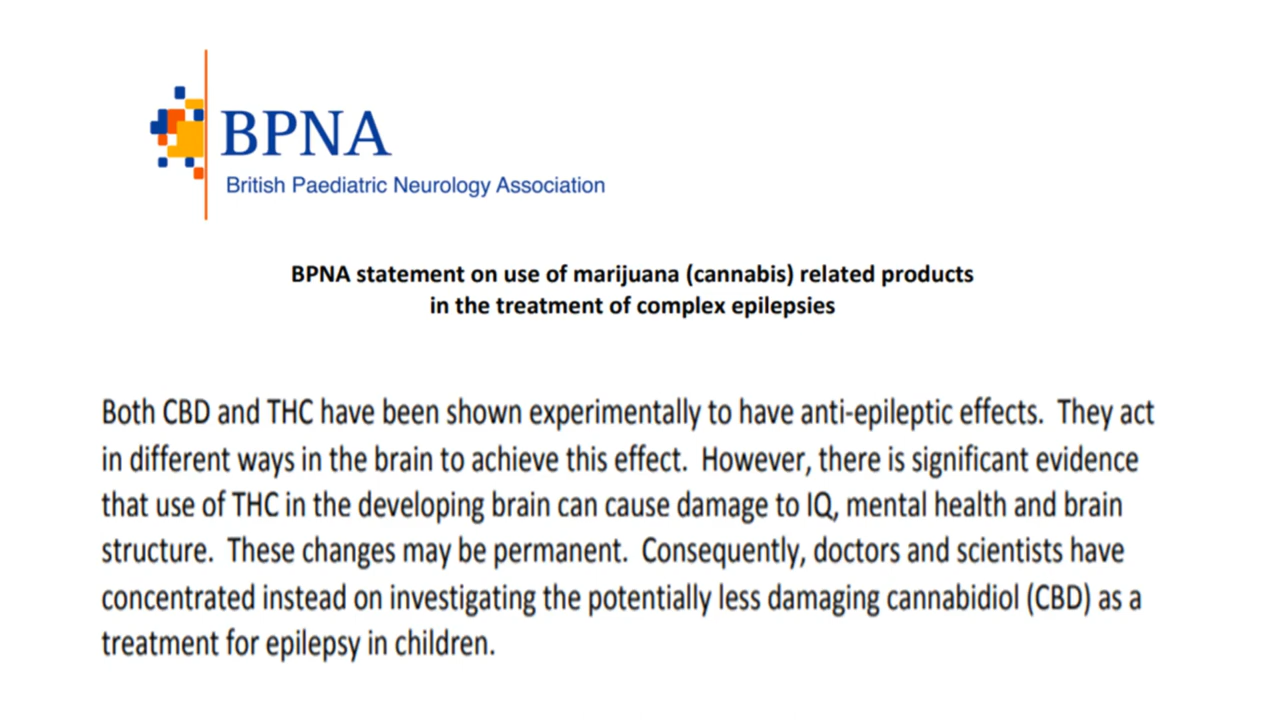 BPNA
British Paediatric Neurology Association
BPNA statement on use of marijuana (cannabis) related products
in the treatment of complex epilepsies
Both CBD and THC have been shown experimentally to have anti-epileptic effects. They act
in different ways in the brain to achieve this effect. However, there is significant evidence
that use of THC in the developing brain can cause damage to IQ, mental health and brain
structure. These changes may be permanent. Consequently, doctors and scientists have
concentrated instead on investigating the potentially less damaging cannabidiol (CBD) as a
treatment for epilepsy in children.